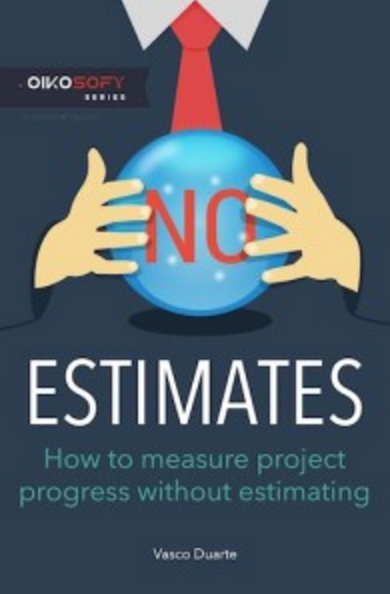 OIKOSOFY
SERIES
NO
ESTIMATES
How to measure project
progress without estimating
Vasco Duarte